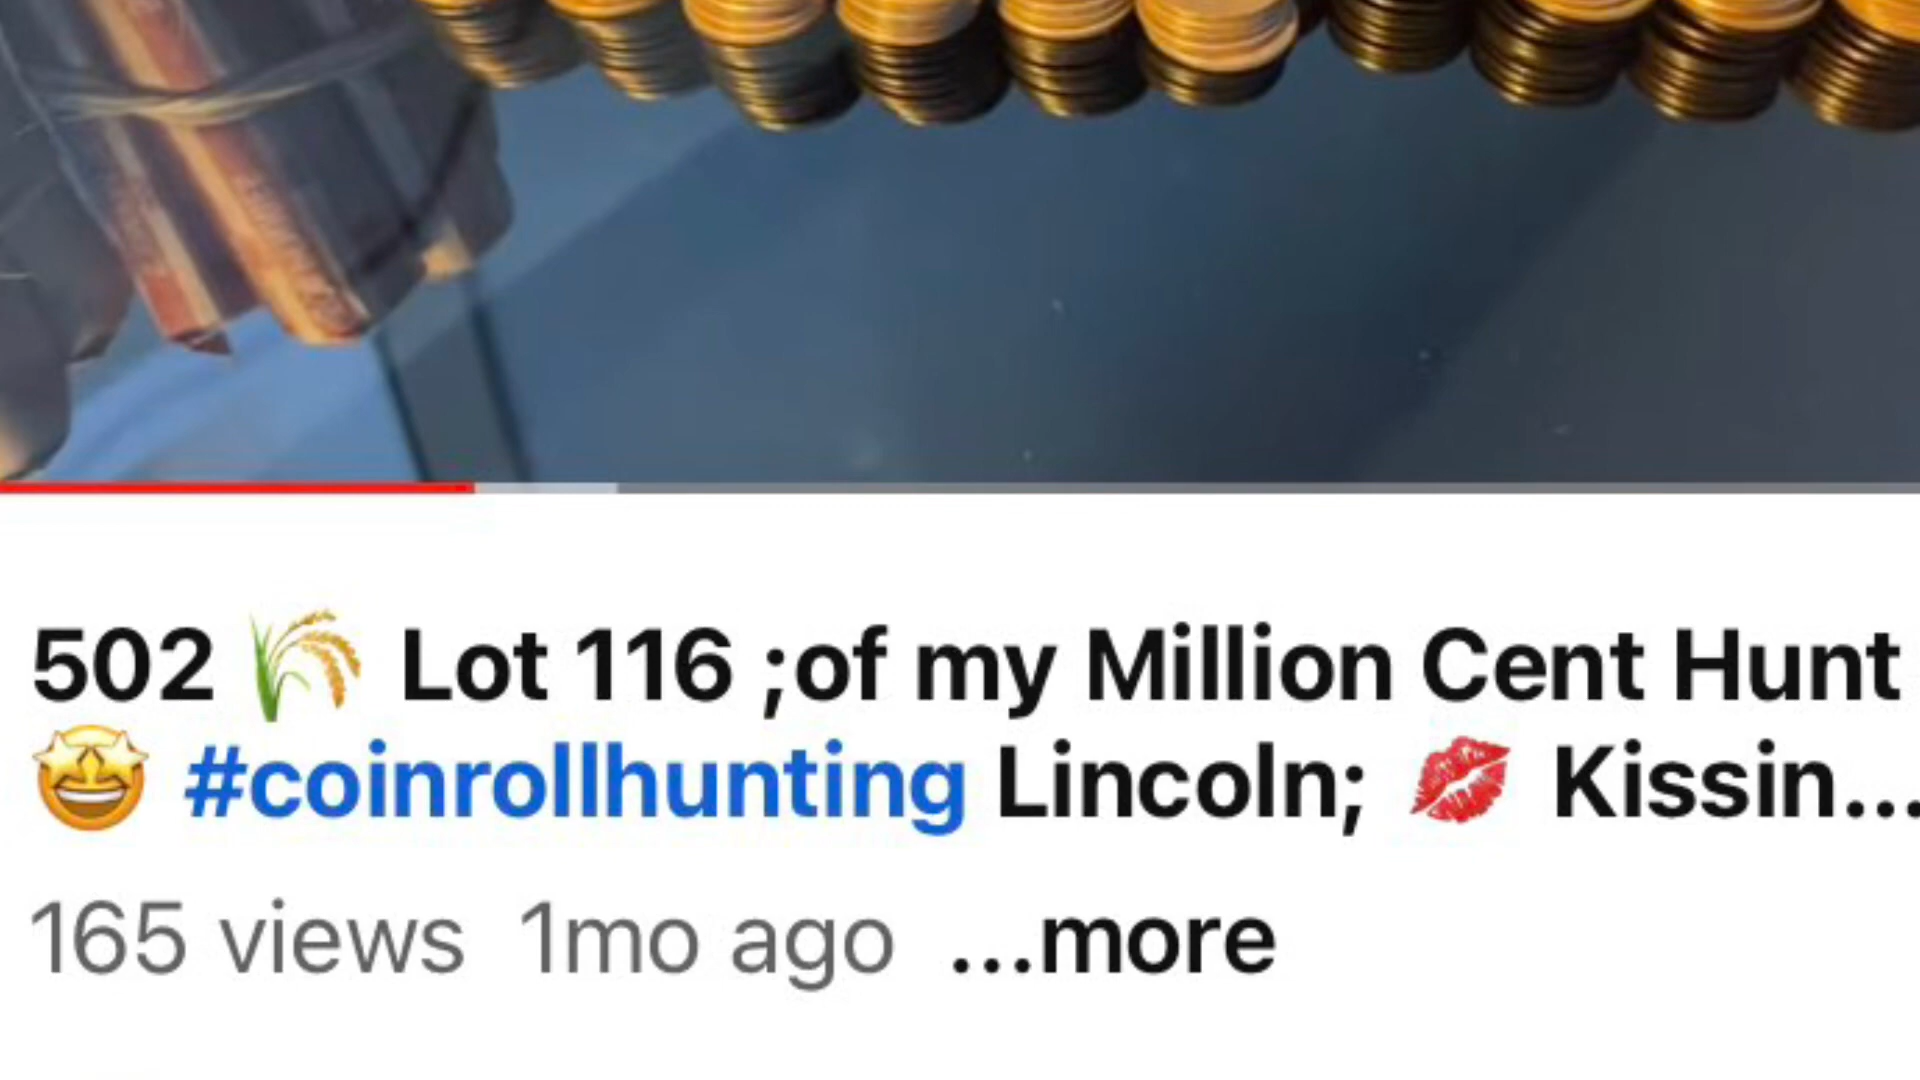 502 🌾 Lot 116 ;of my Million Cent Hunt
🤩 #coinrollhunting Lincoln; 💋 Kissin...
165 views 1mo ago ...more